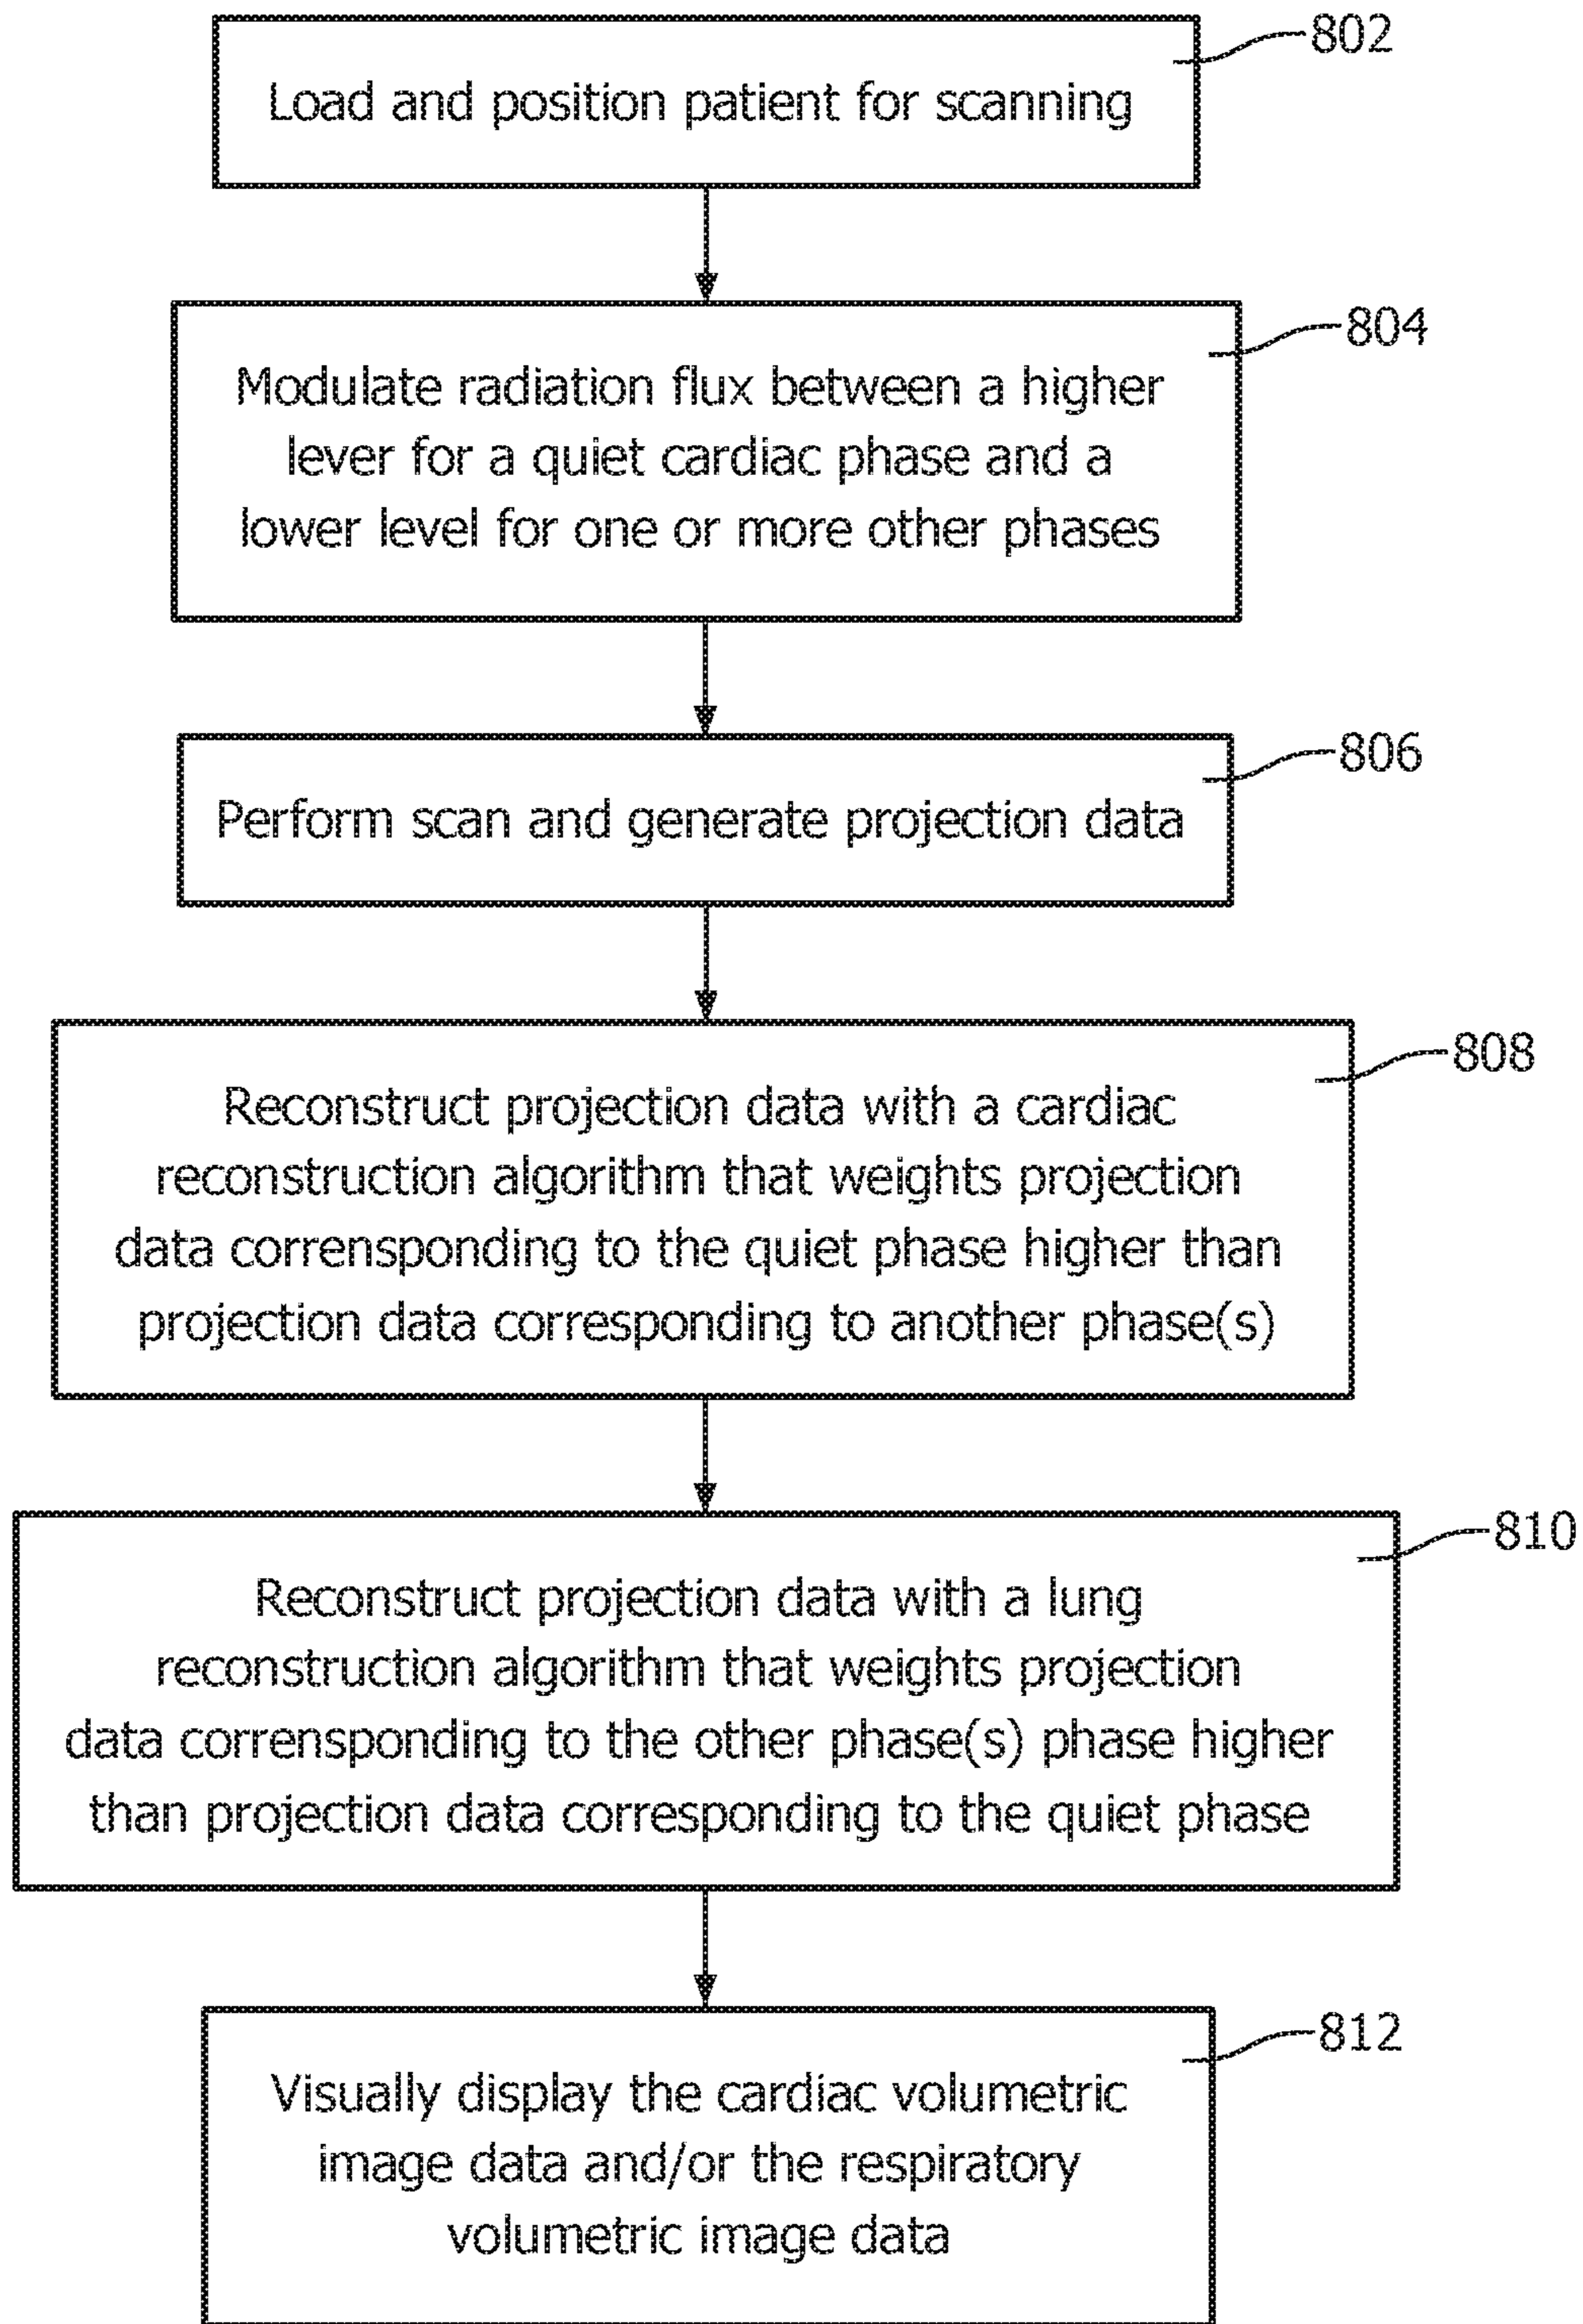 802
Load and position patient for scanning
804
Modulate radiation flux between a higher
lever for a quiet cardiac phase and a
lower level for one or more other phases
806
Perform scan and generate projection data
808
Reconstruct projection data with a cardiac
reconstruction algorithm that weights projection
data corrensponding to the quiet phase higher than
projection data corresponding to another phase(s)
810
Reconstruct projection data with a lung
reconstruction algorithm that weights projection
data corrensponding to the other phase(s) phase higher
than projection data corresponding to the quiet phase
812
Visually display the cardiac volumetric
image data and/or the respiratory
volumetric image data